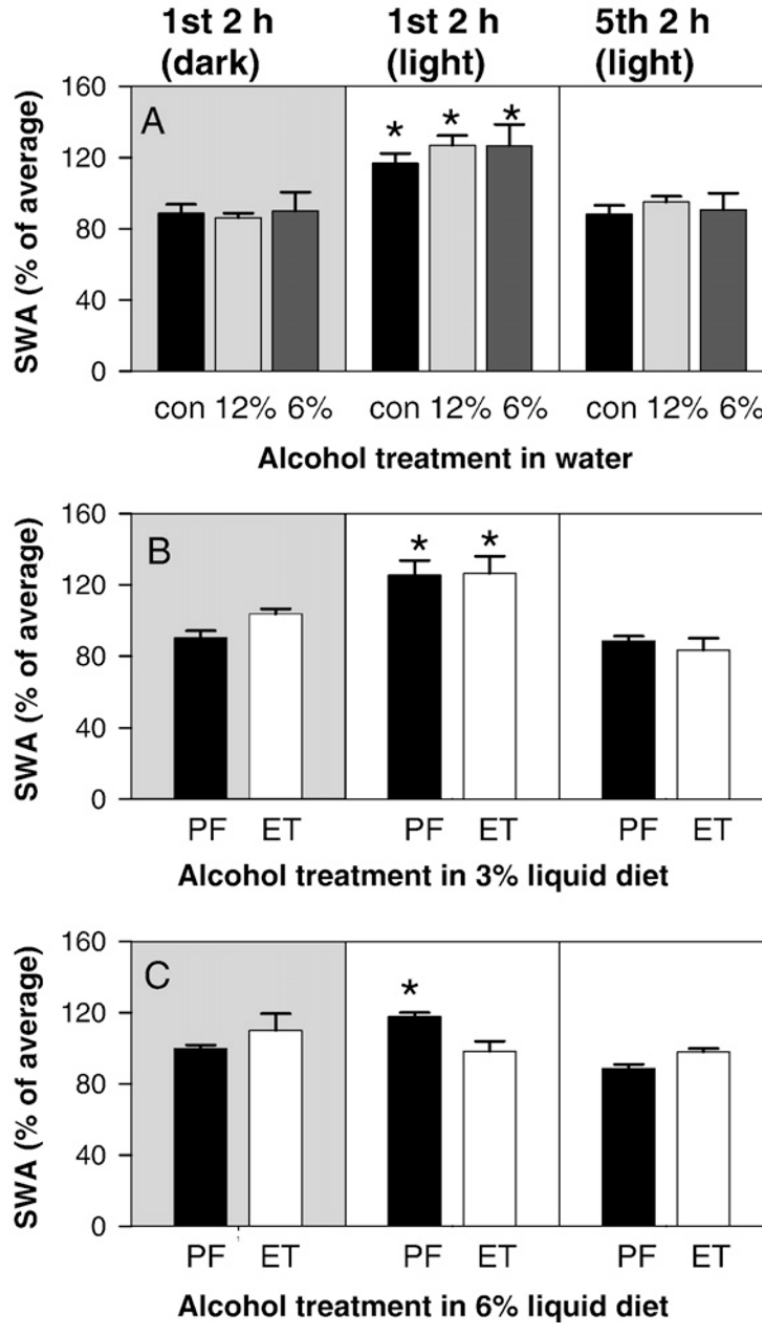 1st 2 h (dark)
1st 2 h (light)
5th 2 h (light)
SWA (% of average)
160
120
80
40
0
A
*
*
*
con 12% 6%
con 12% 6%
con 12% 6%
Alcohol treatment in water
SWA (% of average)
160
120
80
40
0
B
*
*
PF ET
PF ET
PF ET
Alcohol treatment in 3% liquid diet
SWA (% of average)
160
120
80
40
0
C
*
PF ET
PF ET
PF ET
Alcohol treatment in 6% liquid diet